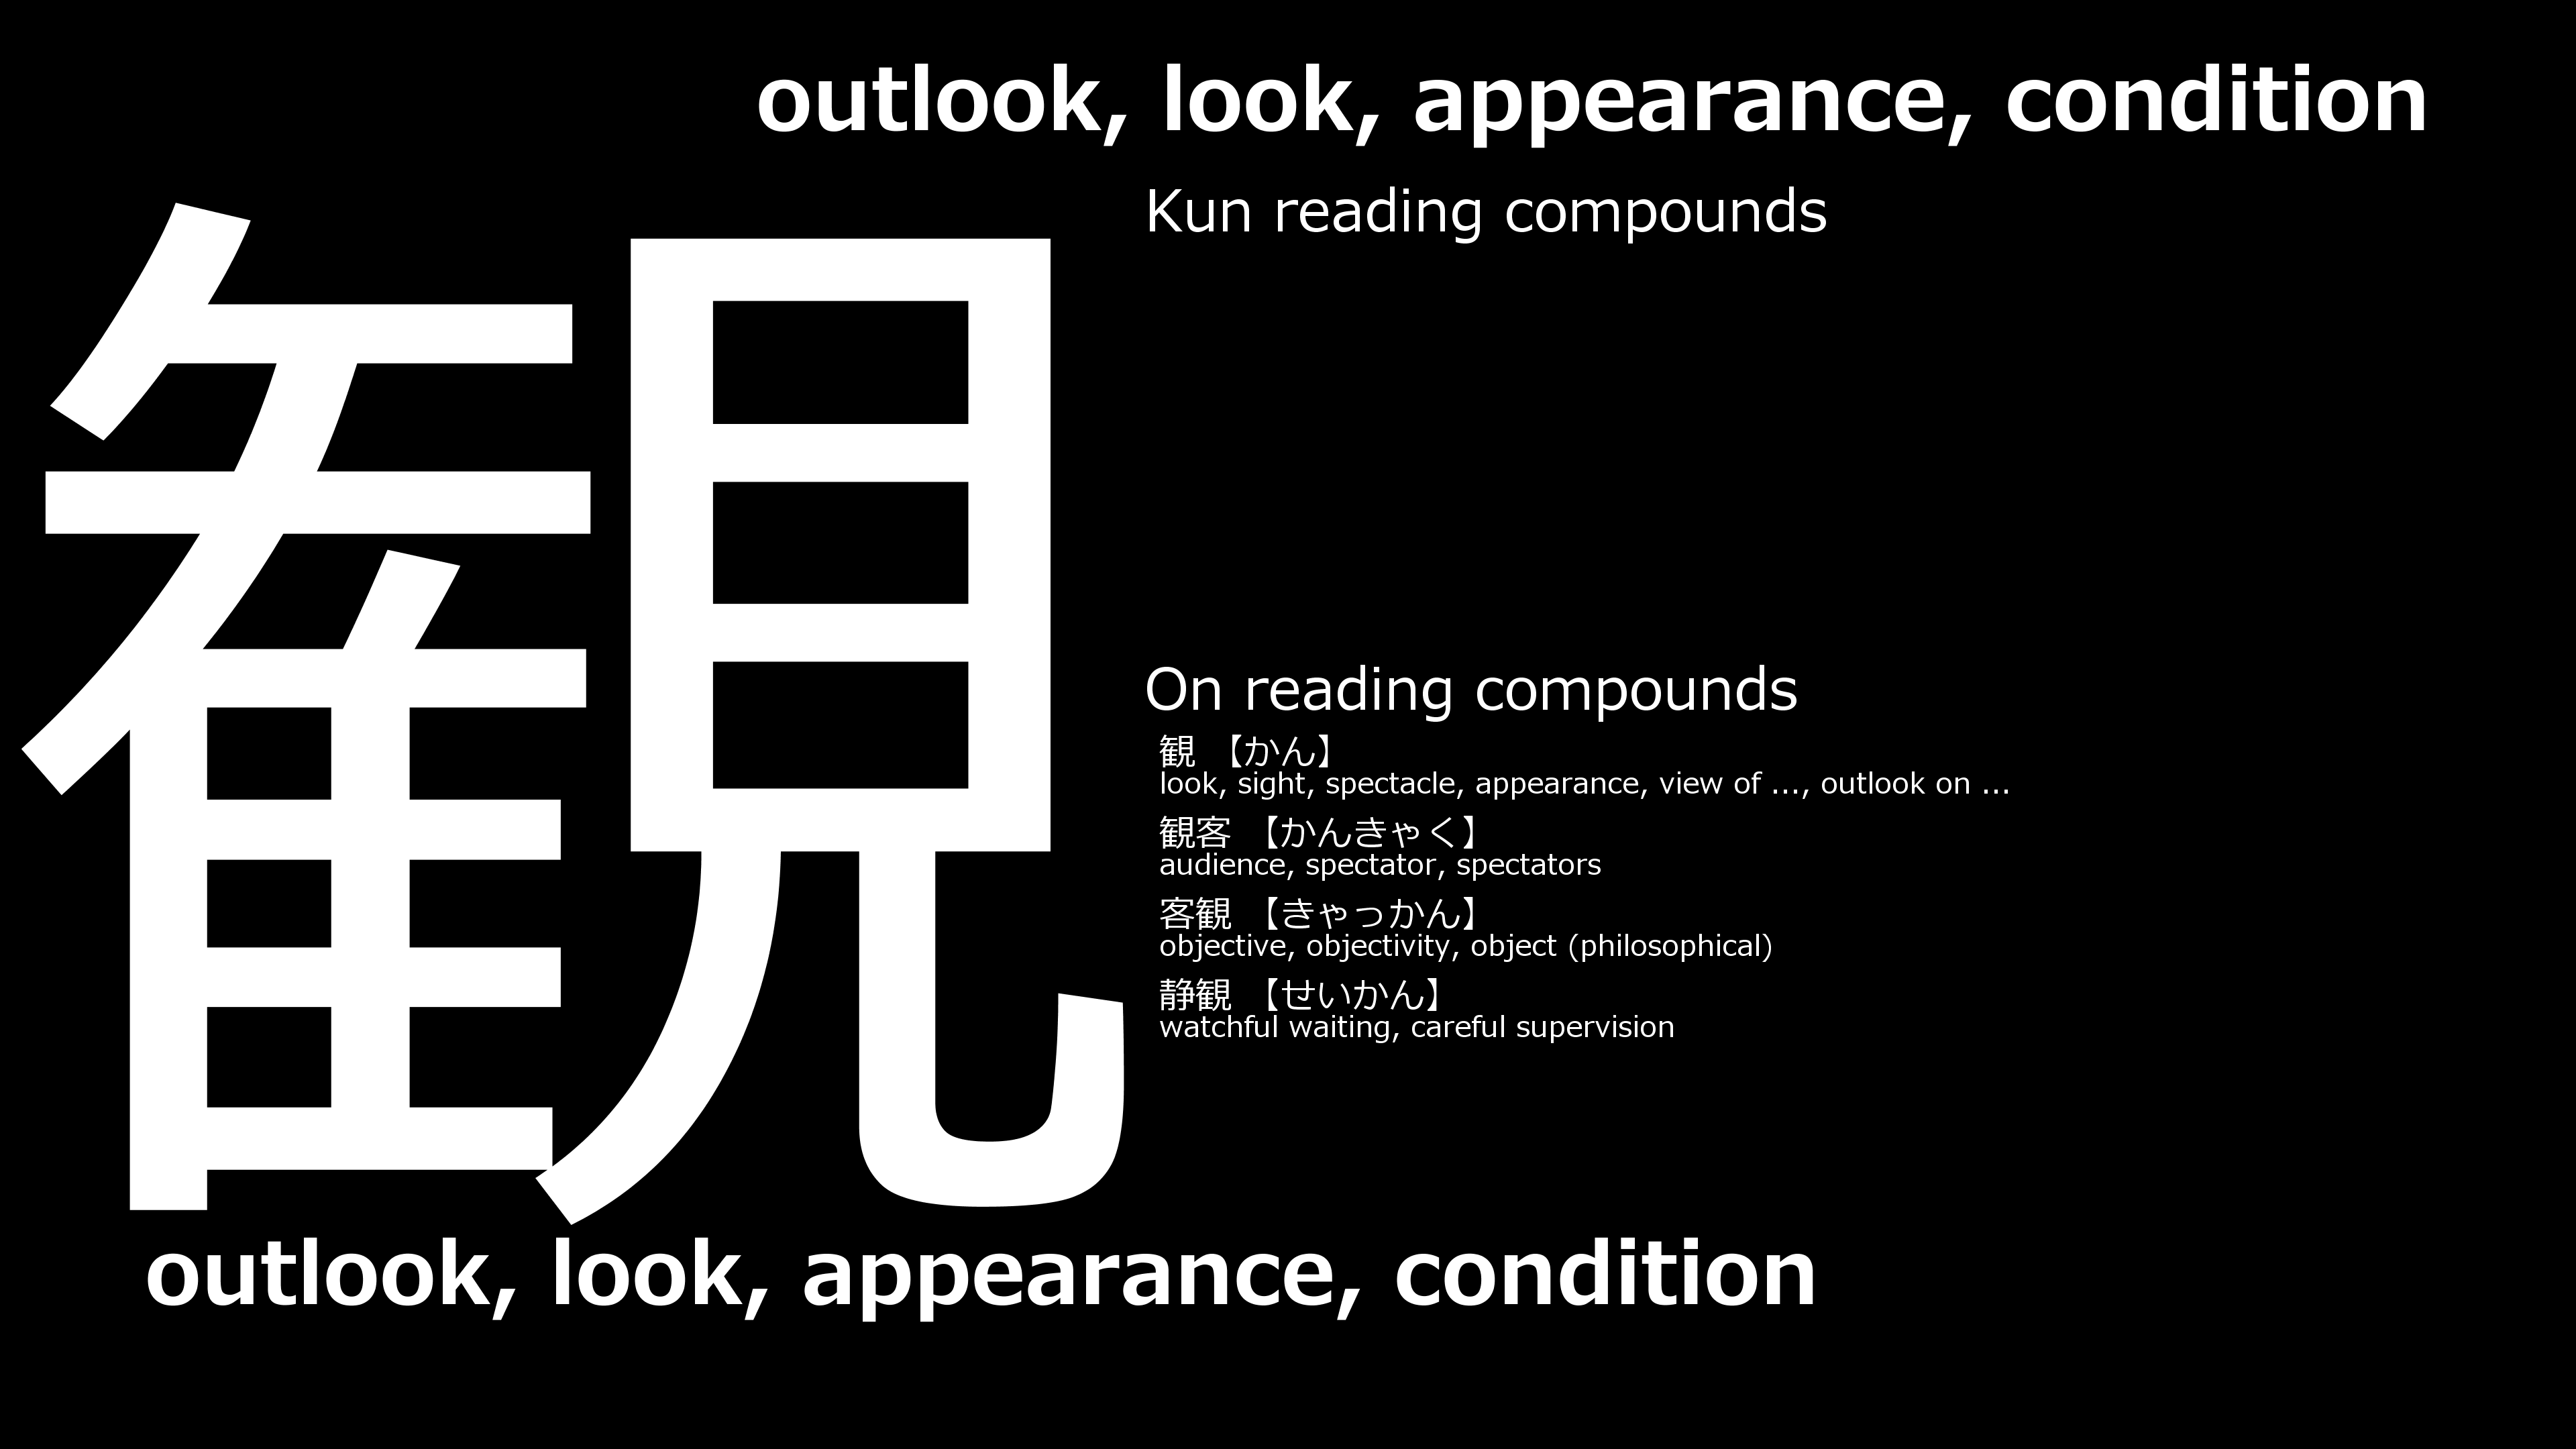 outlook, look, appearance, condition
観
Kun reading compounds
On reading compounds
観 【かん】
look, sight, spectacle, appearance, view of ..., outlook on ...
観客 【かんきゃく】
audience, spectator, spectators
客観 【きゃっかん】
objective, objectivity, object (philosophical)
静観 【せいかん】
watchful waiting, careful supervision
outlook, look, appearance, condition